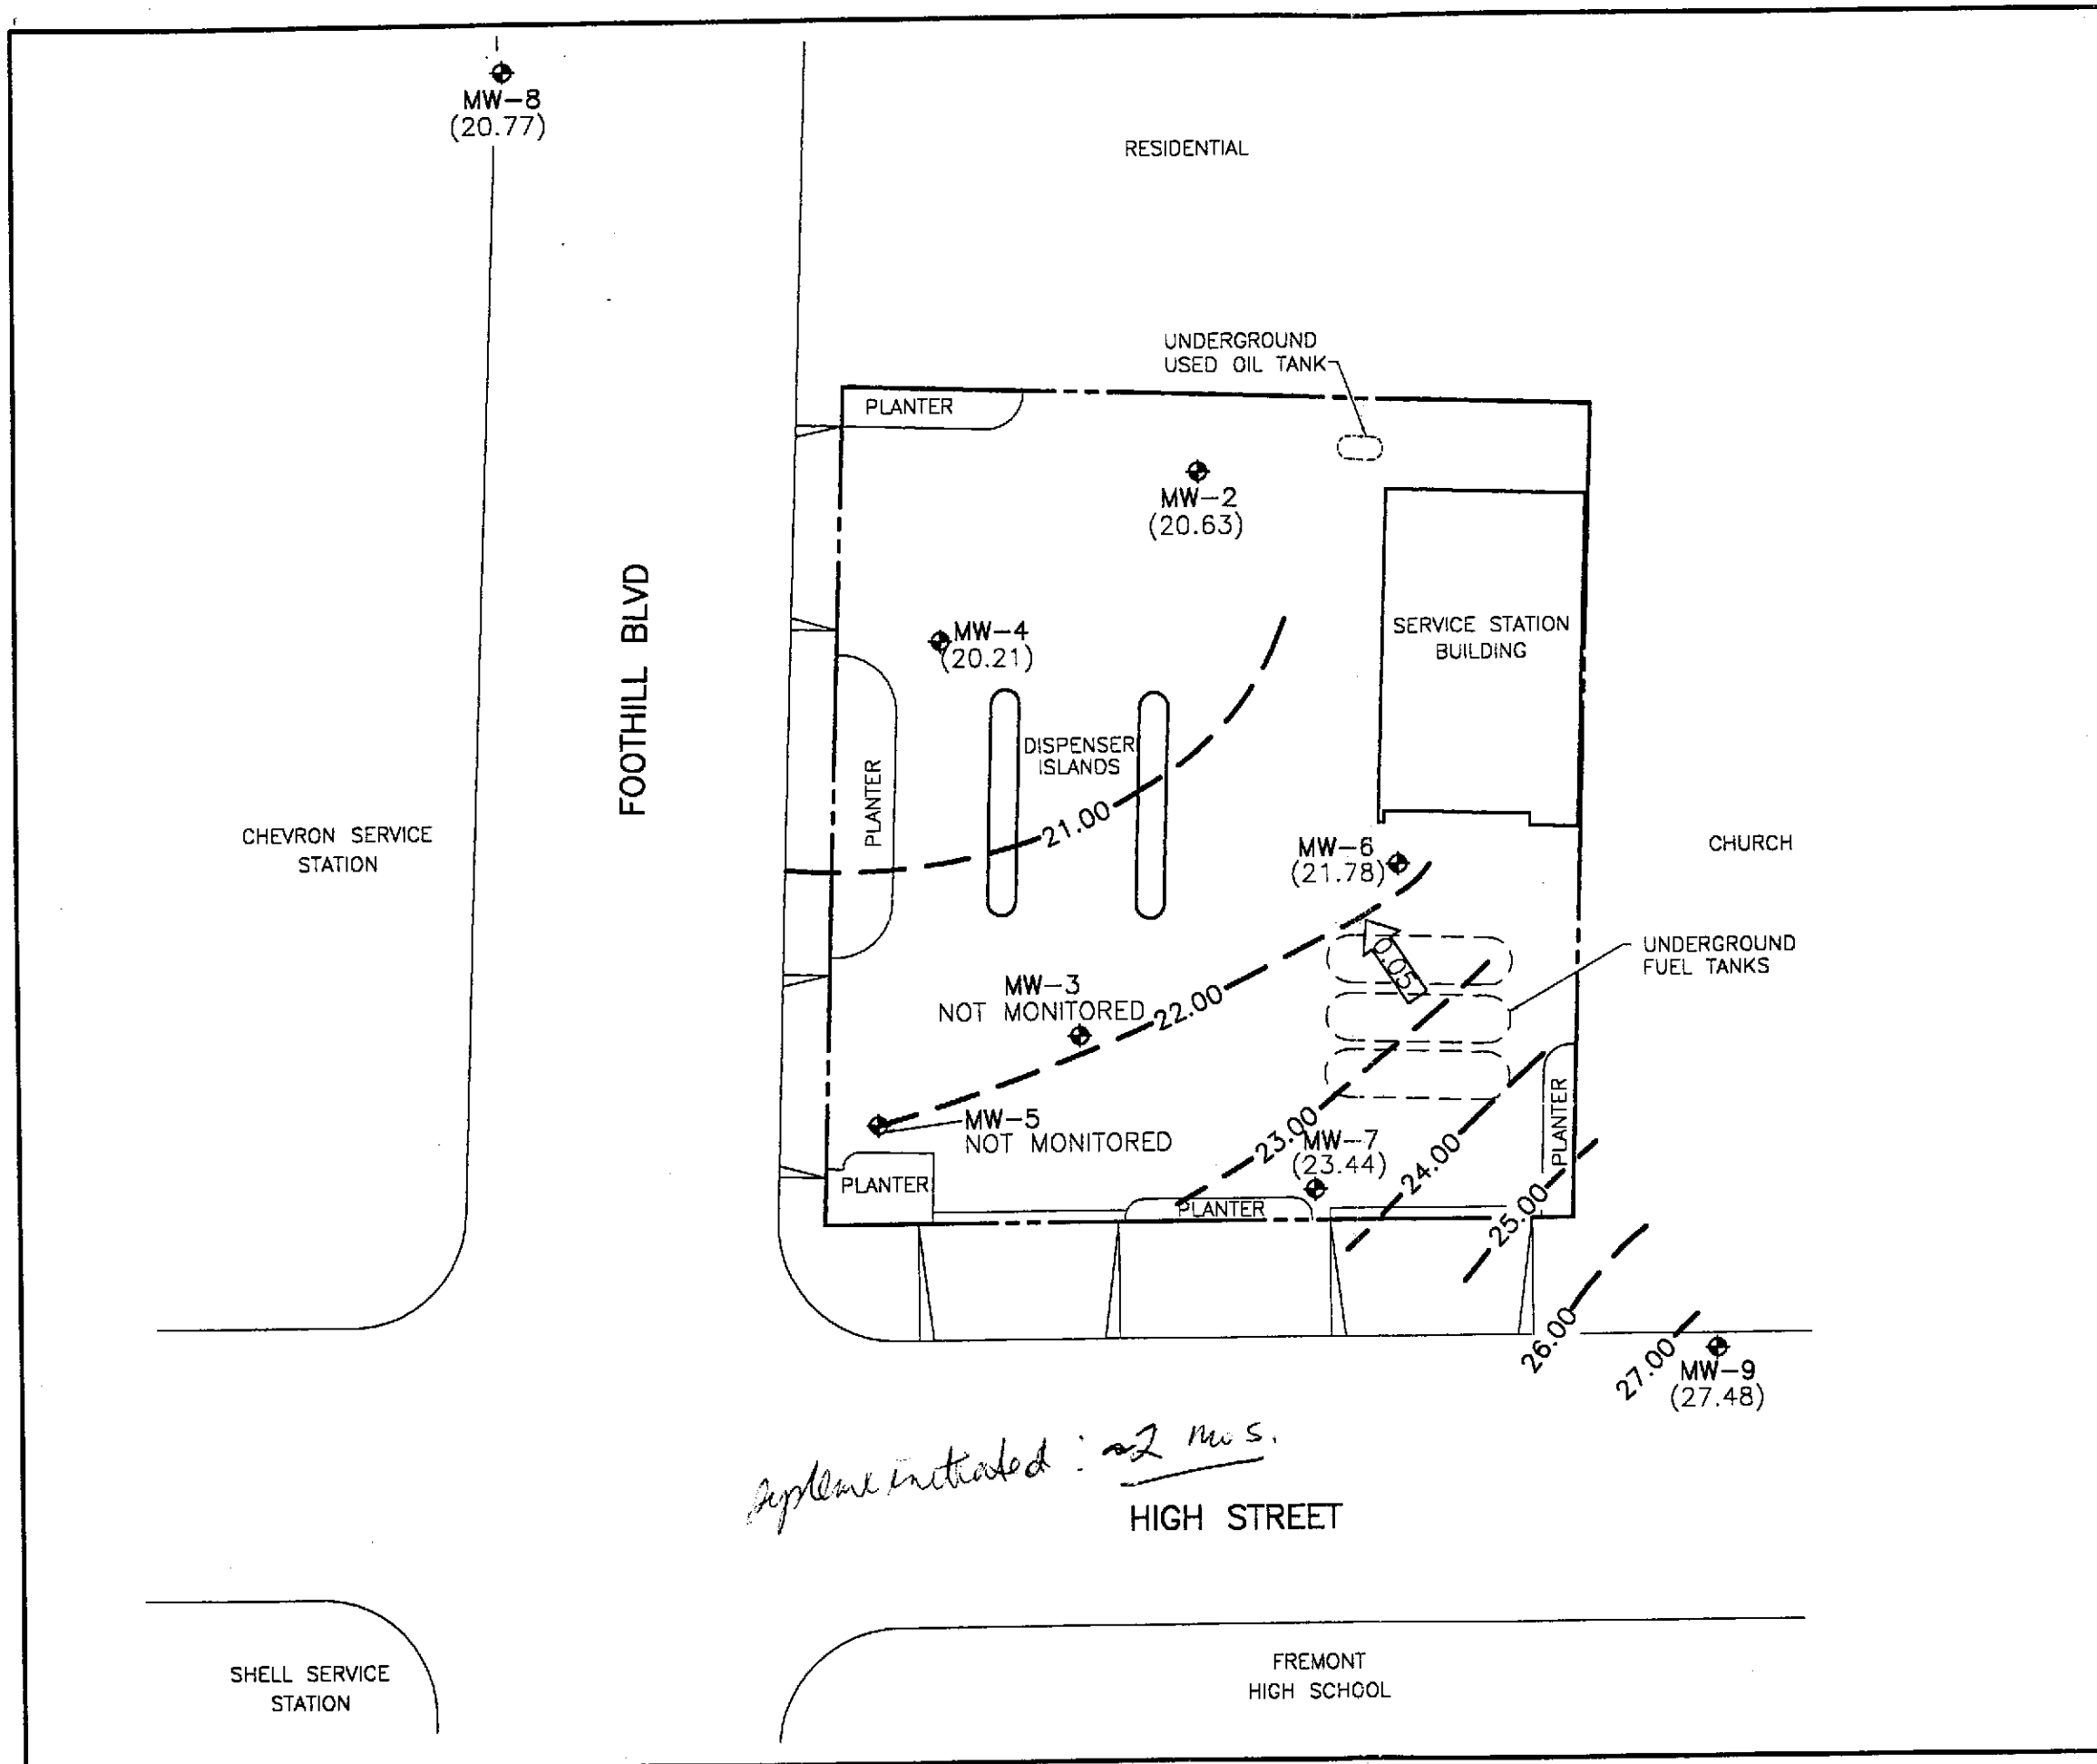 MW-8
(20.77)
RESIDENTIAL
UNDERGROUND
USED OIL TANK
PLANTER
MW-2
(20.63)
FOOTHILL BLVD
MW-4
(20.21)
SERVICE STATION
BUILDING
DISPENSER
ISLANDS
PLANTER
21.00
CHEVRON SERVICE
STATION
MW-6
(21.78)
CHURCH
0.05
UNDERGROUND
FUEL TANKS
MW-3
NOT MONITORED
22.00
MW-5
NOT MONITORED
23.00
MW-7
(23.44)
24.00
PLANTER
PLANTER
PLANTER
25.00
26.00
27.00
MW-9
(27.48)
initiated : ~2 mos.
HIGH STREET
SHELL SERVICE
STATION
FREMONT
HIGH SCHOOL